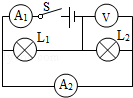 A₁ S V
L₁ L₂
A₂